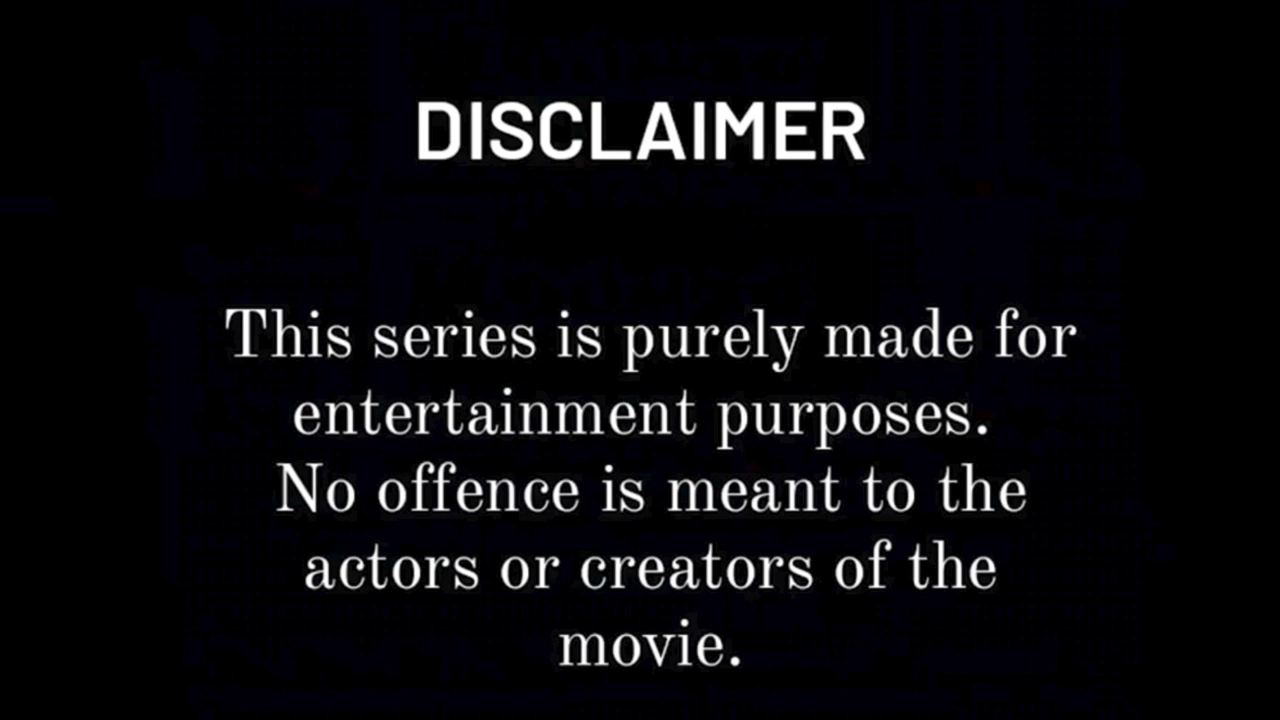 DISCLAIMER
This series is purely made for
entertainment purposes.
No offence is meant to the
actors or creators of the
movie.